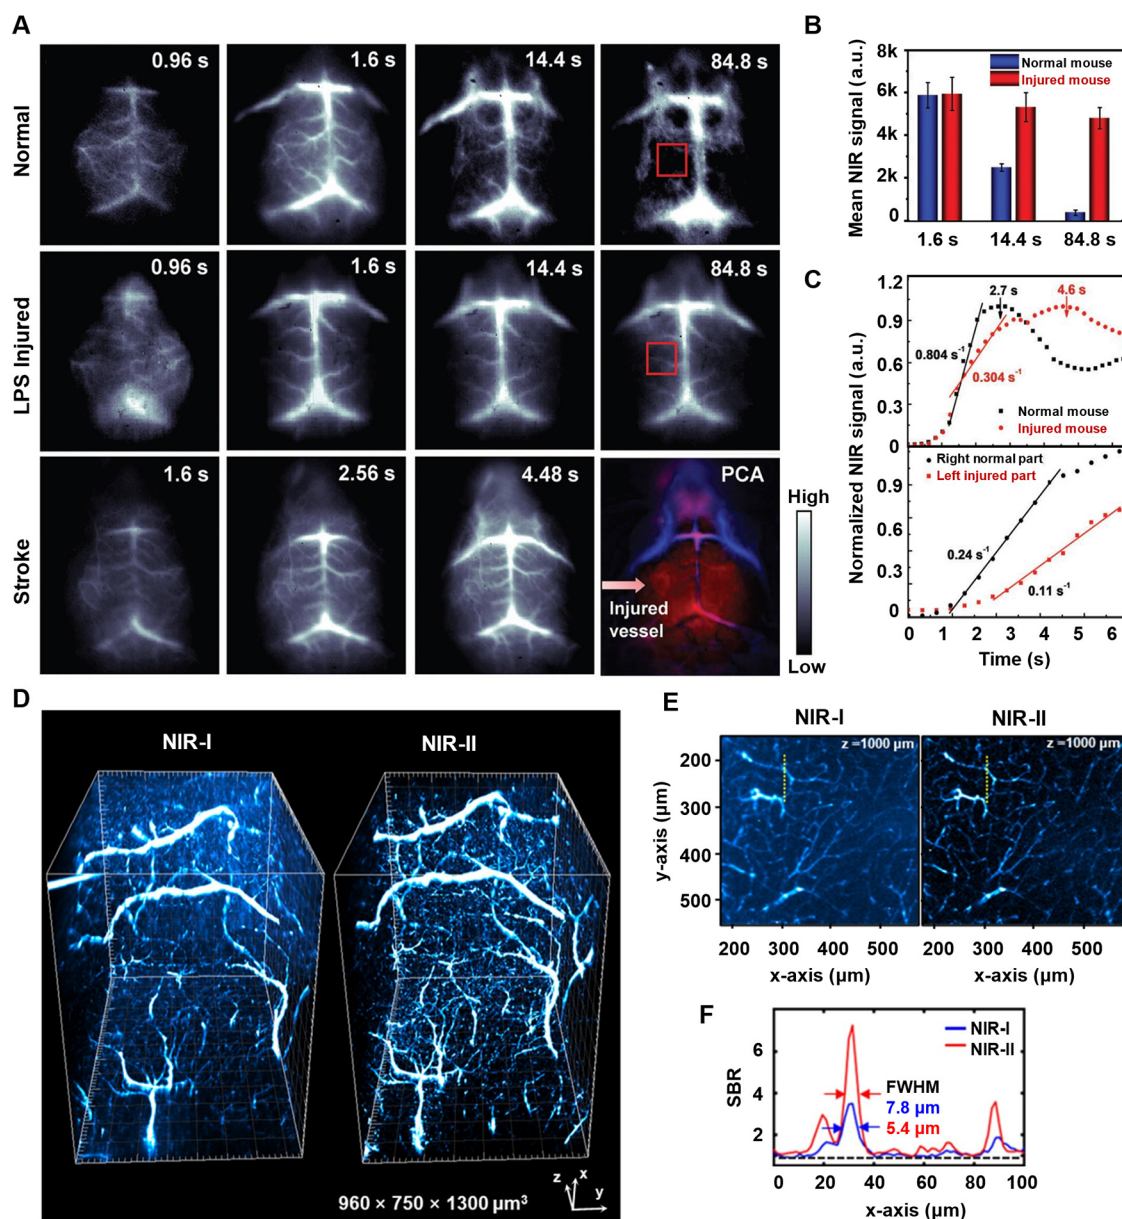 A
Normal
0.96 s
1.6 s
14.4 s
84.8 s
LPS Injured
0.96 s
1.6 s
14.4 s
84.8 s
Stroke
1.6 s
2.56 s
4.48 s
PCA
Injured
vessel
High
Low
B
Mean NIR signal (a.u.)
8k
6k
4k
2k
0
Normal mouse
Injured mouse
1.6 s
14.4 s
84.8 s
C
Normalized NIR signal (a.u.)
1.2
0.9
0.6
0.3
0
2.7 s
4.6 s
0.804 s-1
0.304 s-1
Normal mouse
Injured mouse
Right normal part
Left injured part
0.9
0.6
0.3
0
0.24 s-1
0.11 s-1
0 1 2 3 4 5 6
Time (s)
D
NIR-I
NIR-II
960 × 750 × 1300 µm³
z
x
y
E
NIR-I
NIR-II
z =1000 µm
z =1000 µm
y-axis (µm)
200
300
400
500
200 300 400 500
200 300 400 500
x-axis (µm)
x-axis (µm)
F
SBR
6
4
2
NIR-I
NIR-II
FWHM
7.8 µm
5.4 µm
0 20 40 60 80 100
x-axis (µm)